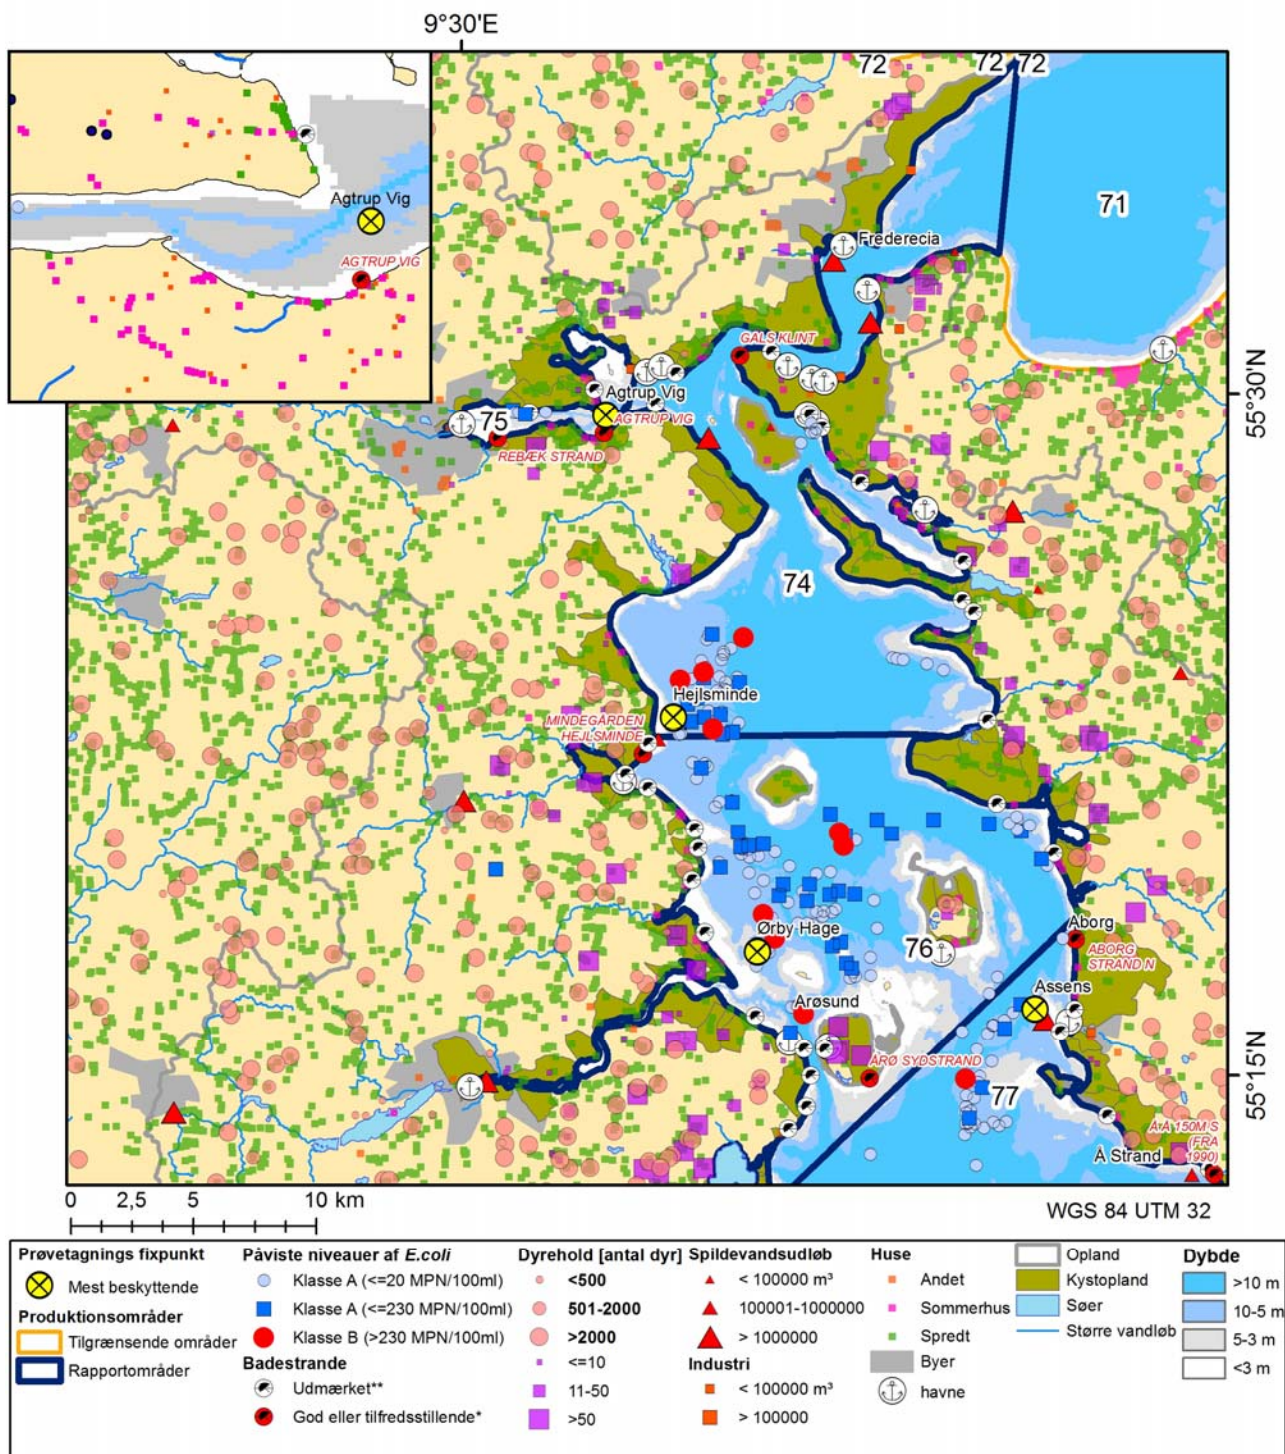 9°30'E
72
72
72
71
Agtrup Vig
AGTRUP VIG
Frederecia
GALS KLINT
55°30'N
Agtrup Vig
75
AGTRUP VIG
REBÆK STRAND
74
Hejlsminde
MINDEGÅRDEN
HEJLSMINDE
Ørby Hage
76
Aborg
ABORG
STRAND N
Assens
Arøsund
ARØ SYDSTRAND
77
55°15'N
Å Å 150M S
(FRA
1990)
Å Strand
0 2,5 5 10 km
WGS 84 UTM 32
Prøvetagnings fixpunkt
Mest beskyttende
Produktionsområder
Tilgrænsende områder
Rapportområder
Påviste niveauer af E.coli
Klasse A (<=20 MPN/100ml)
Klasse A (<=230 MPN/100ml)
Klasse B (>230 MPN/100ml)
Badestrande
Udmærket**
God eller tilfredsstillende*
Dyrehold [antal dyr]
<500
501-2000
>2000
<=10
11-50
>50
Spildevandsudløb
< 100000 m³
100001-1000000
> 1000000
Industri
< 100000 m³
> 100000
Huse
Andet
Sommerhus
Spredt
Byer
havne
Opland
Kystopland
Søer
Større vandløb
Dybde
>10 m
10-5 m
5-3 m
<3 m